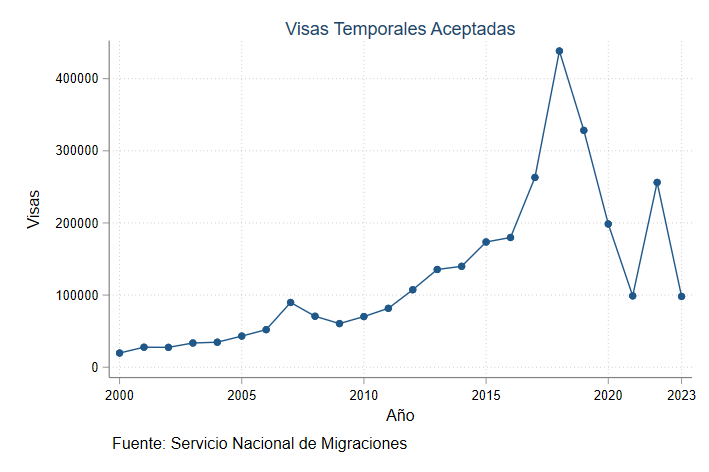 Visas Temporales Aceptadas
400000
300000
200000
100000
0
Visas
2000 2005 2010 2015 2020 2023
Año
Fuente: Servicio Nacional de Migraciones